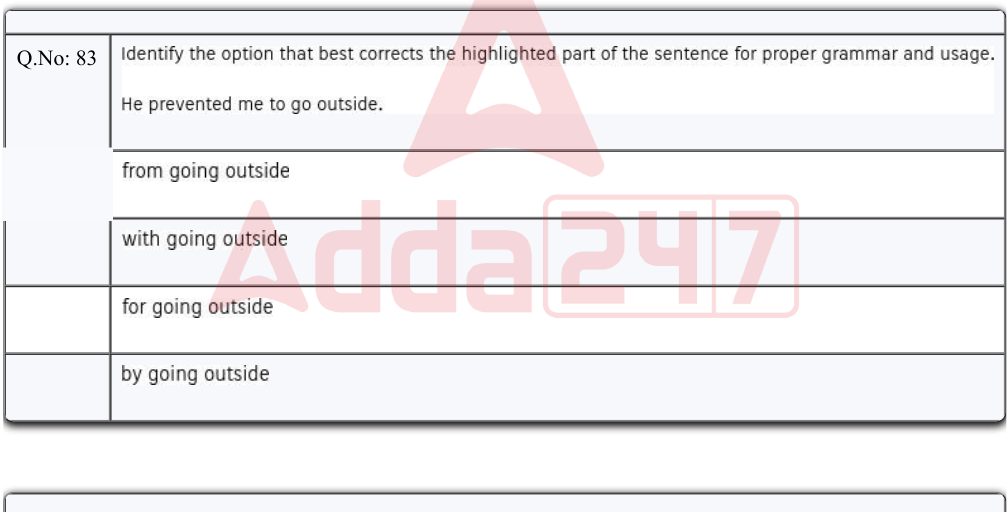 Q.No: 83
Identify the option that best corrects the highlighted part of the sentence for proper grammar and usage.
He prevented me to go outside.
from going outside
with going outside
for going outside
by going outside
Adda247